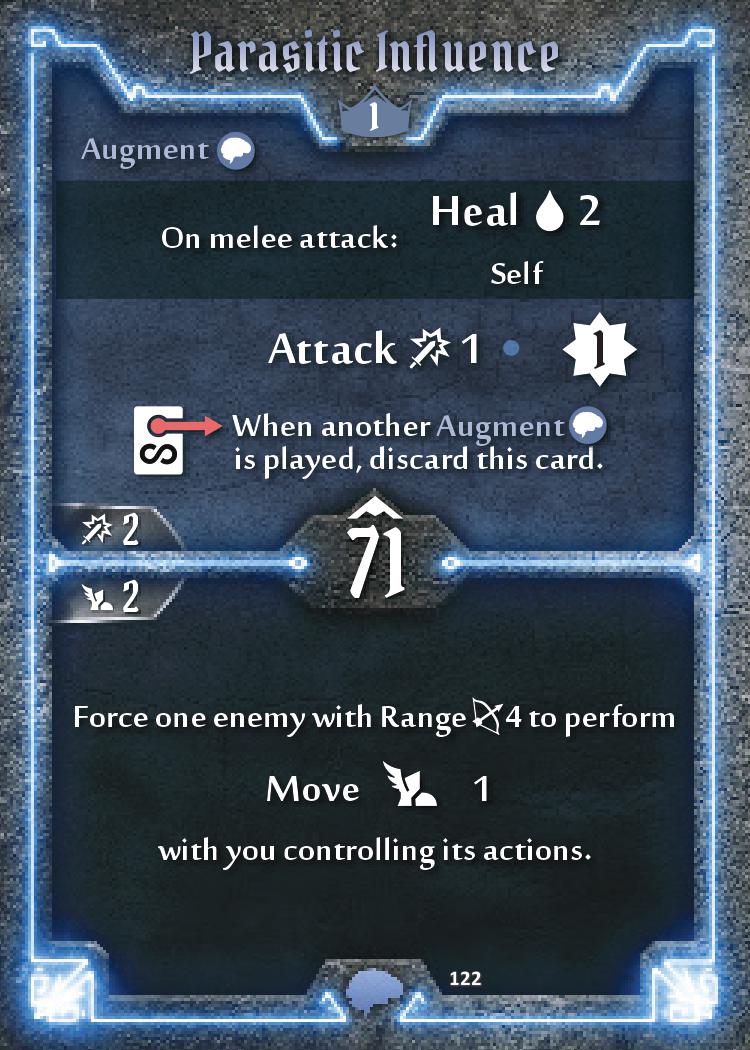 Parasitic Influence
1
Augment
On melee attack:
Heal 2
Self
Attack 1
1
When another Augment
is played, discard this card.
2
71
2
Force one enemy with Range 4 to perform
Move 1
with you controlling its actions.
122